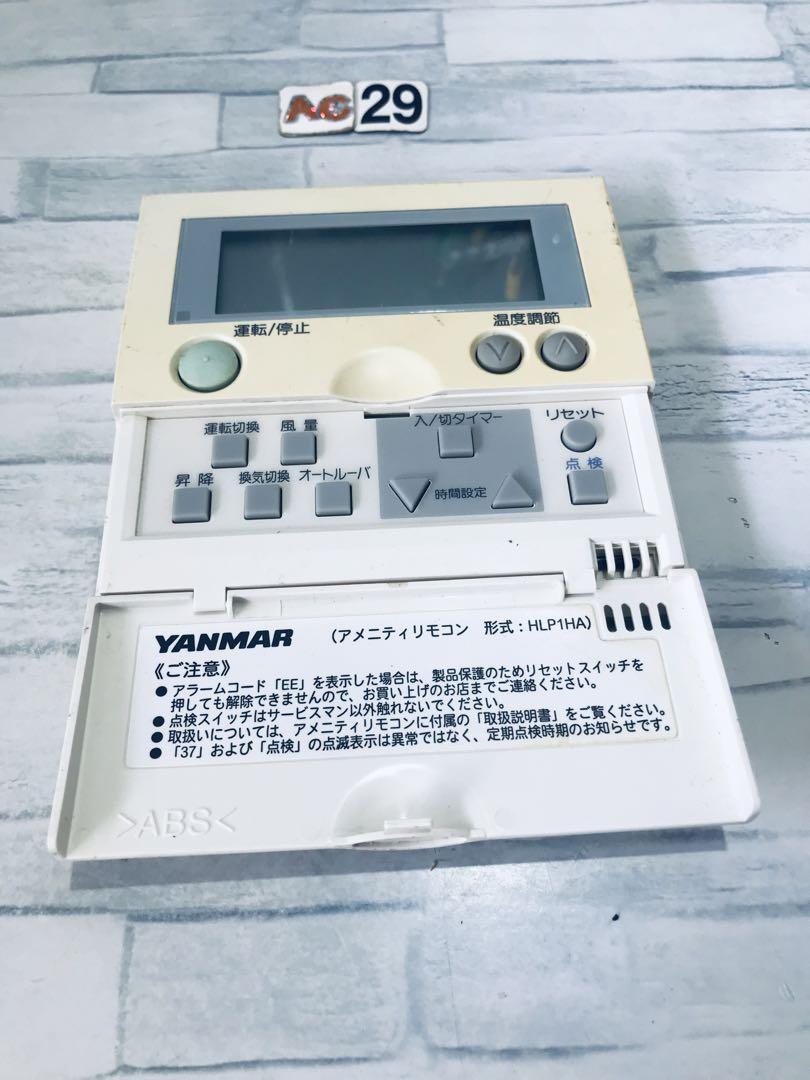 AC 29
運転/停止
温度調節
運転切換 風量
入/切タイマー
リセット
昇降 換気切換 オートルーバ
時間設定
点検
YANMAR (アメニティリモコン 形式:HLP1HA)
《ご注意》
● アラームコード「EE」を表示した場合は、製品保護のためリセットスイッチを
押しても解除できませんので、お買い上げのお店までご連絡ください。
● 点検スイッチはサービスマン以外触れないでください。
● 取扱いについては、アメニティリモコンに付属の「取扱説明書」をご覧ください。
● 「37」および「点検」の点滅表示は異常ではなく、定期点検時期のお知らせです。
>ABS<